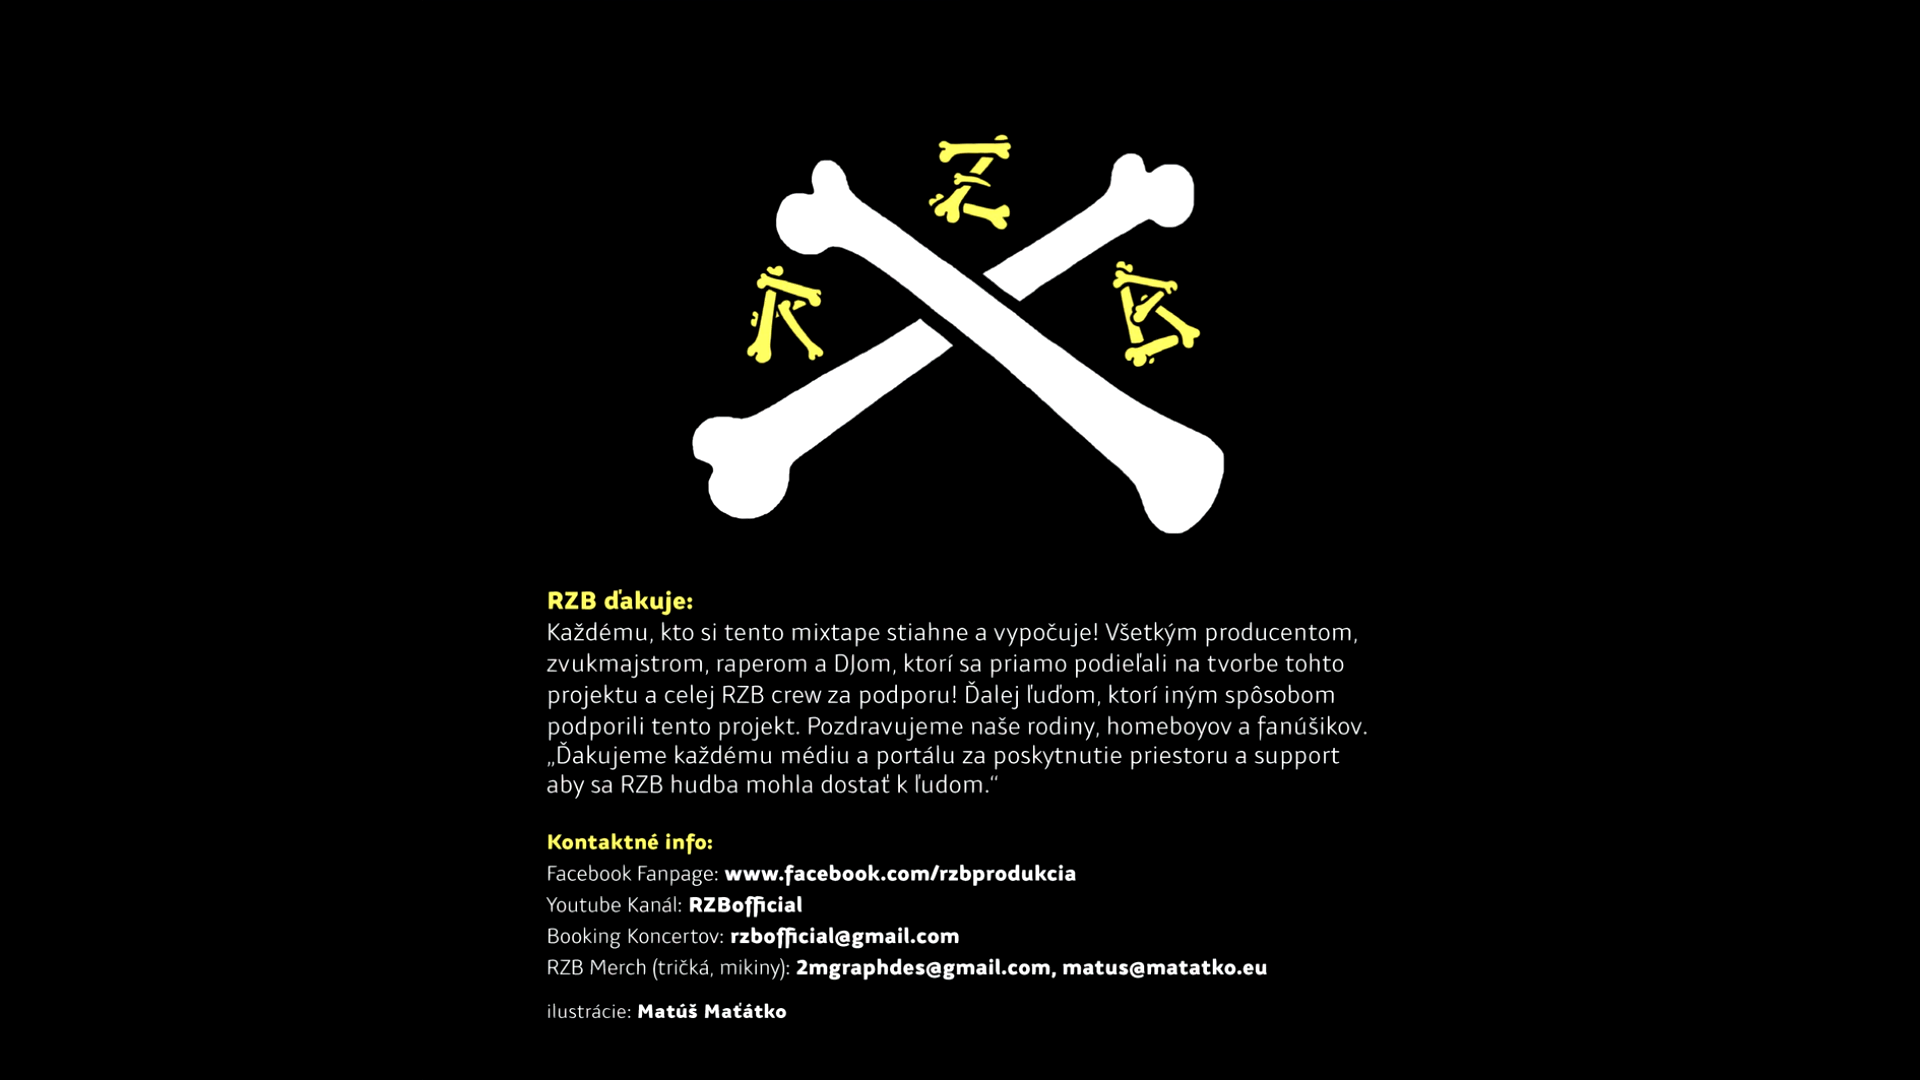 R Z B
RZB ďakuje:
Každému, kto si tento mixtape stiahne a vypočuje! Všetkým producentom,
zvukmajstrom, raperom a DJom, ktorí sa priamo podieľali na tvorbe tohto
projektu a celej RZB crew za podporu! Ďalej ľuďom, ktorí iným spôsobom
podporili tento projekt. Pozdravujeme naše rodiny, homeboyov a fanúšikov.
„Ďakujeme každému médiu a portálu za poskytnutie priestoru a support
aby sa RZB hudba mohla dostať k ľudom.“
Kontaktné info:
Facebook Fanpage: www.facebook.com/rzbprodukcia
Youtube Kanál: RZBofficial
Booking Koncertov: rzbofficial@gmail.com
RZB Merch (tričká, mikiny): 2mgraphdes@gmail.com, matus@matatko.eu
ilustrácie: Matúš Maťátko